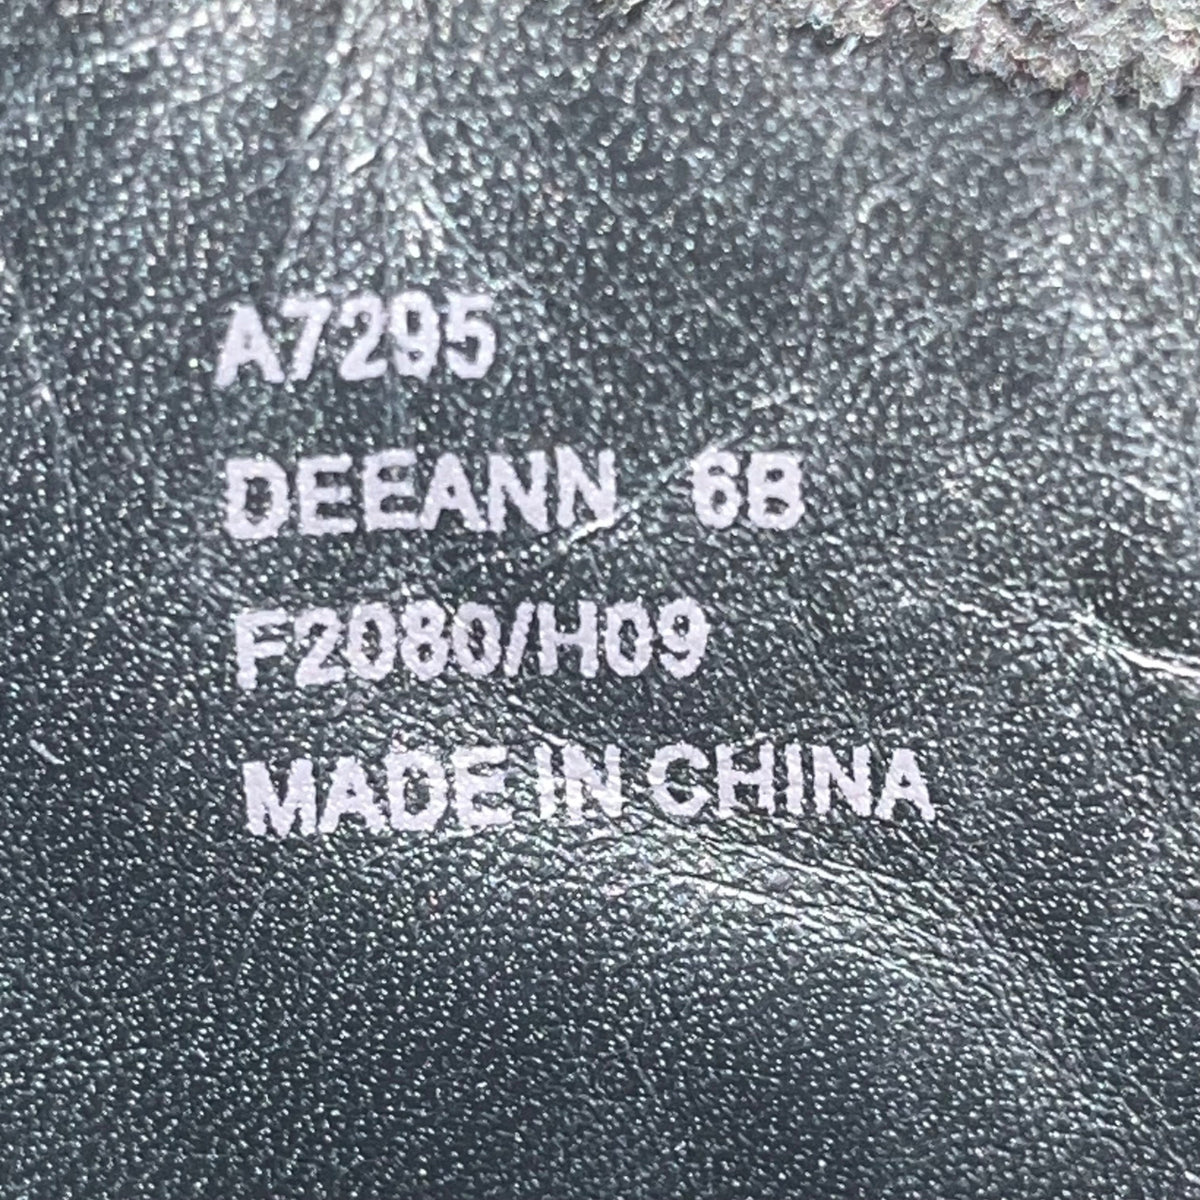 A7295
DEEANN 6B
F2080/H09
MADE IN CHINA